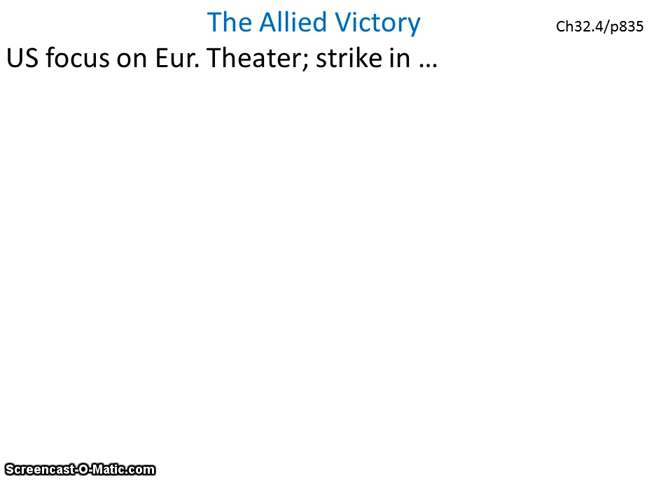 The Allied Victory
Ch32.4/p835
US focus on Eur. Theater; strike in …
Screencast-O-Matic.com